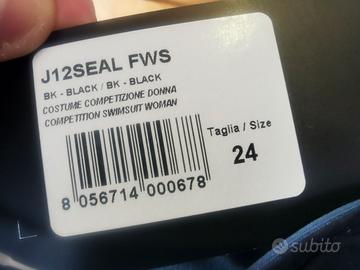 J12SEAL FWS
BK - BLACK / BK - BLACK
COSTUME COMPETIZIONE DONNA
COMPETITION SWIMSUIT WOMAN
Taglia / Size
24
8 056714 000678
subito